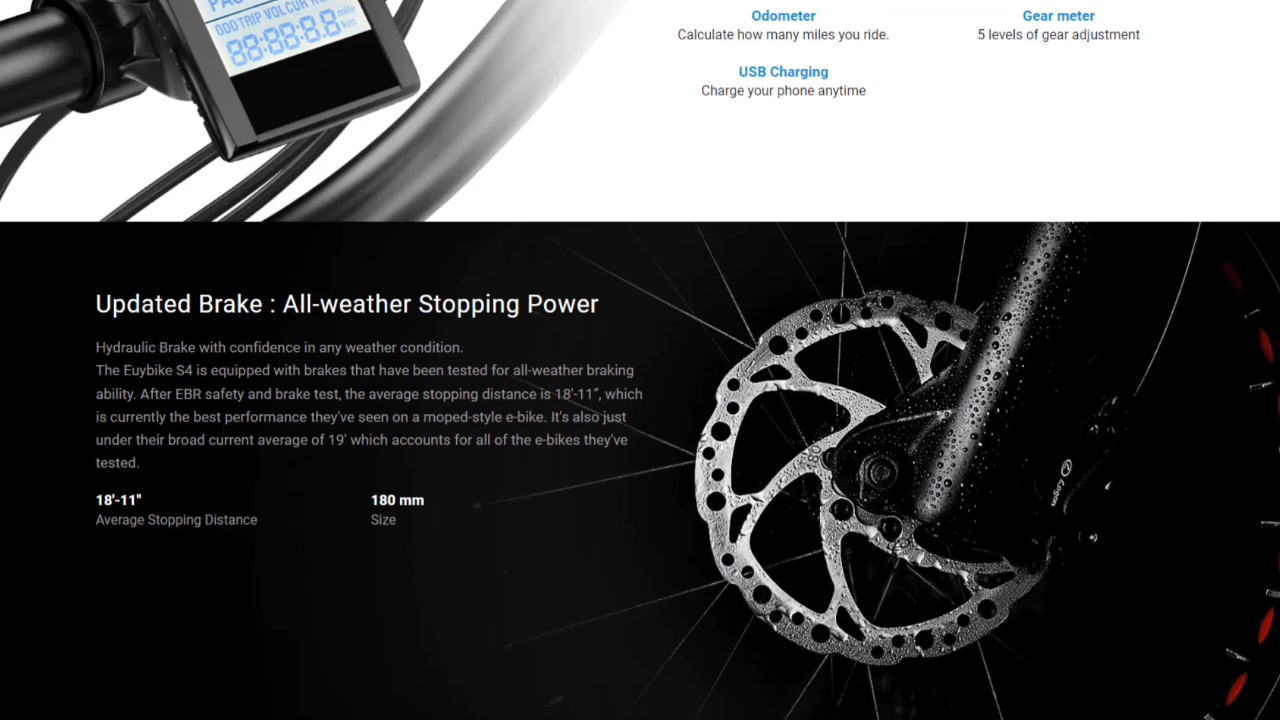 ODO TRIP VOL CUR
88:88:8.8
mile
km
Odometer
Calculate how many miles you ride.
Gear meter
5 levels of gear adjustment
USB Charging
Charge your phone anytime
Updated Brake : All-weather Stopping Power
Hydraulic Brake with confidence in any weather condition.
The Euybike S4 is equipped with brakes that have been tested for all-weather braking
ability. After EBR safety and brake test, the average stopping distance is 18'-11”, which
is currently the best performance they've seen on a moped-style e-bike. It's also just
under their broad current average of 19' which accounts for all of the e-bikes they've
tested.
18'-11"
Average Stopping Distance
180 mm
Size
180
Logan